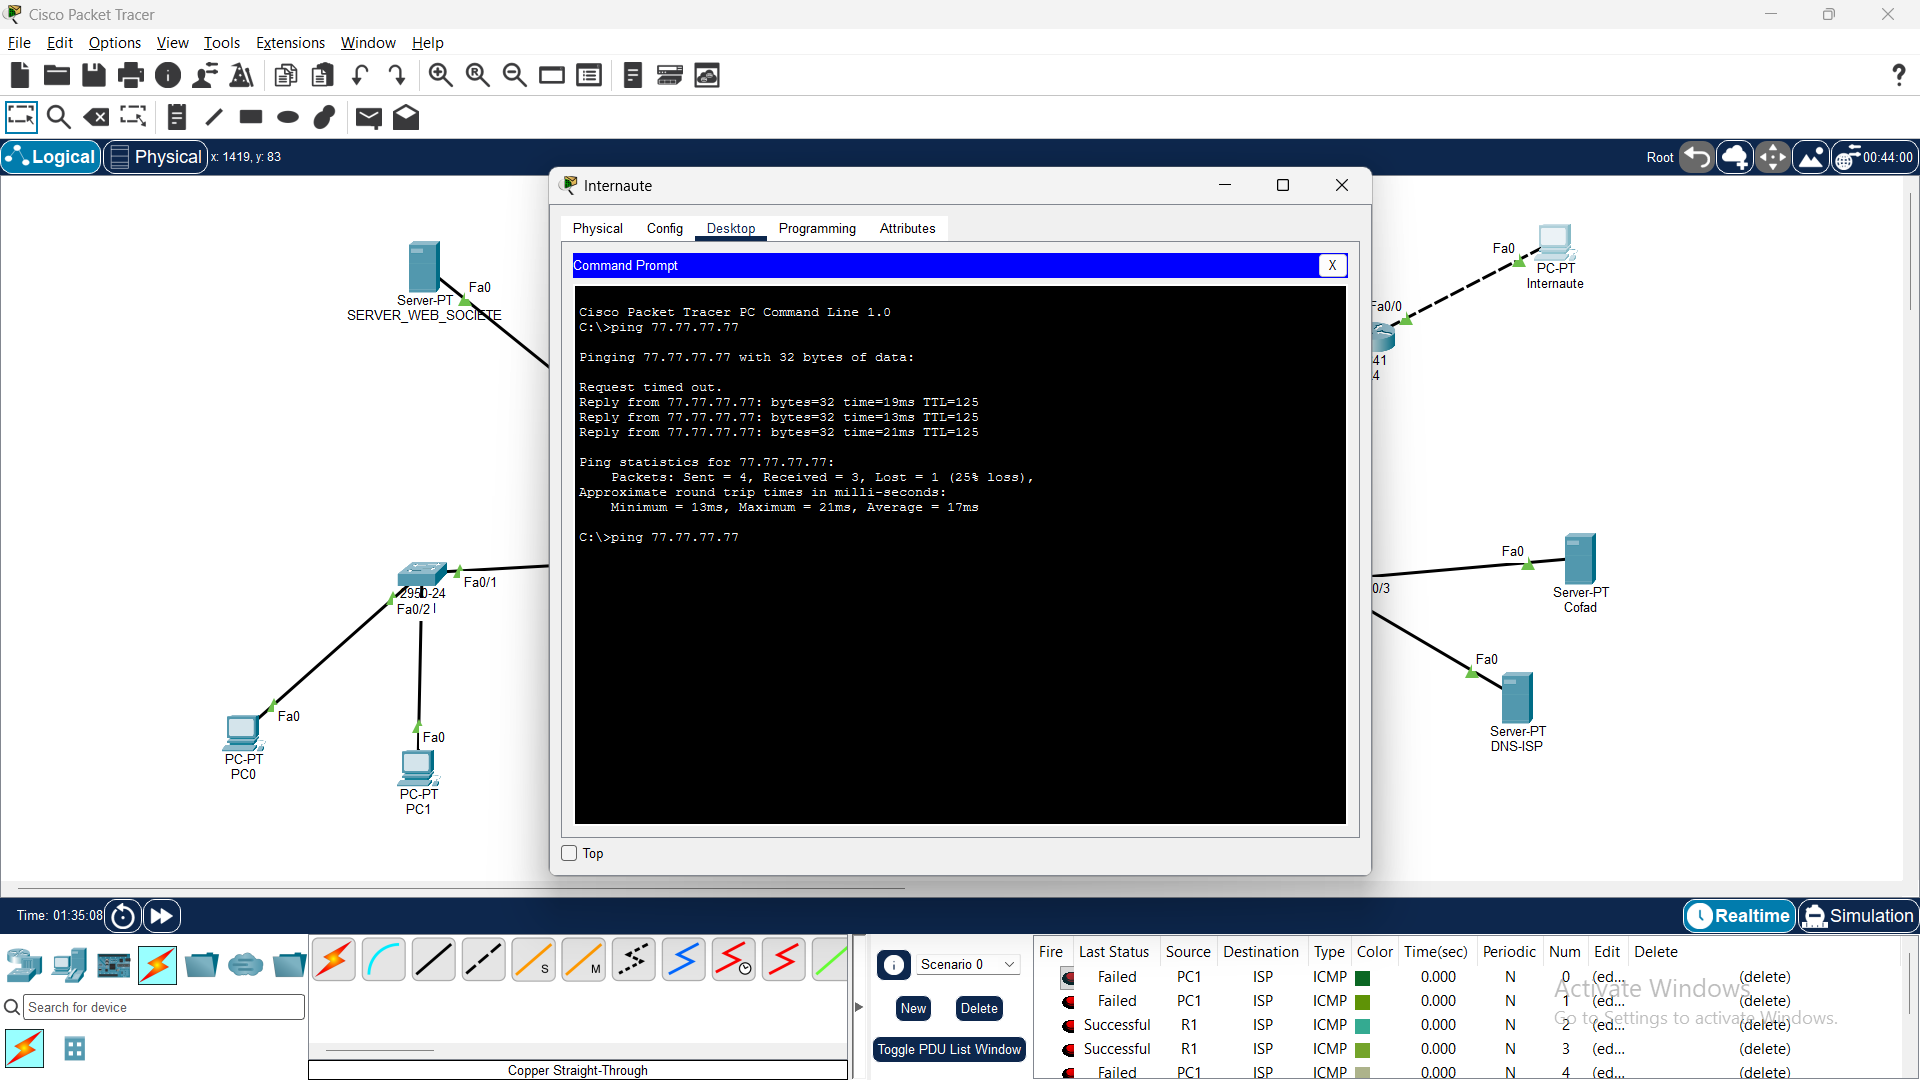 Cisco Packet Tracer
File Edit Options View Tools Extensions Window Help
Logical Physical x: 1419, y: 83 Root 00:44:00
Internaute
Physical Config Desktop Programming Attributes
Command Prompt X
Cisco Packet Tracer PC Command Line 1.0
C:\>ping 77.77.77.77
Pinging 77.77.77.77 with 32 bytes of data:
Request timed out.
Reply from 77.77.77.77: bytes=32 time=19ms TTL=125
Reply from 77.77.77.77: bytes=32 time=13ms TTL=125
Reply from 77.77.77.77: bytes=32 time=21ms TTL=125
Ping statistics for 77.77.77.77:
Packets: Sent = 4, Received = 3, Lost = 1 (25% loss),
Approximate round trip times in milli-seconds:
Minimum = 13ms, Maximum = 21ms, Average = 17ms
C:\>ping 77.77.77.77
Top
Fa0
Server-PT
SERVER_WEB_SOCIETE
Fa0/1
2950-24
Fa0/2
Fa0
PC-PT
PC0
Fa0
PC-PT
PC1
Fa0
PC-PT
Internaute
Fa0/0
41
4
Fa0
0/3
Server-PT
Cofad
Fa0
Server-PT
DNS-ISP
Time: 01:35:08 Realtime Simulation
Search for device
S M
Copper Straight-Through
Scenario 0
New Delete
Toggle PDU List Window
Fire Last Status Source Destination Type Color Time(sec) Periodic Num Edit Delete
Failed PC1 ISP ICMP 0.000 N 0 (ed... (delete)
Failed PC1 ISP ICMP 0.000 N 1 (ed... (delete)
Successful R1 ISP ICMP 0.000 N 2 (ed... (delete)
Successful R1 ISP ICMP 0.000 N 3 (ed... (delete)
Failed PC1 ISP ICMP 0.000 N 4 (ed... (delete)
Activate Windows
Go to Settings to activate Windows.